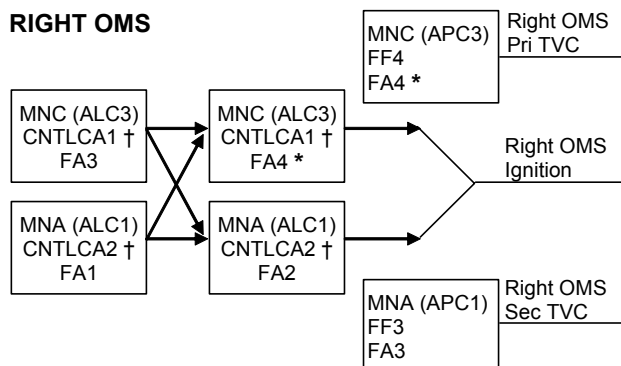 RIGHT OMS
MNC (APC3)
FF4
FA4 *
Right OMS
Pri TVC
MNC (ALC3)
CNTLCA1 †
FA3
MNC (ALC3)
CNTLCA1 †
FA4 *
Right OMS
Ignition
MNA (ALC1)
CNTLCA2 †
FA1
MNA (ALC1)
CNTLCA2 †
FA2
MNA (APC1)
FF3
FA3
Right OMS
Sec TVC